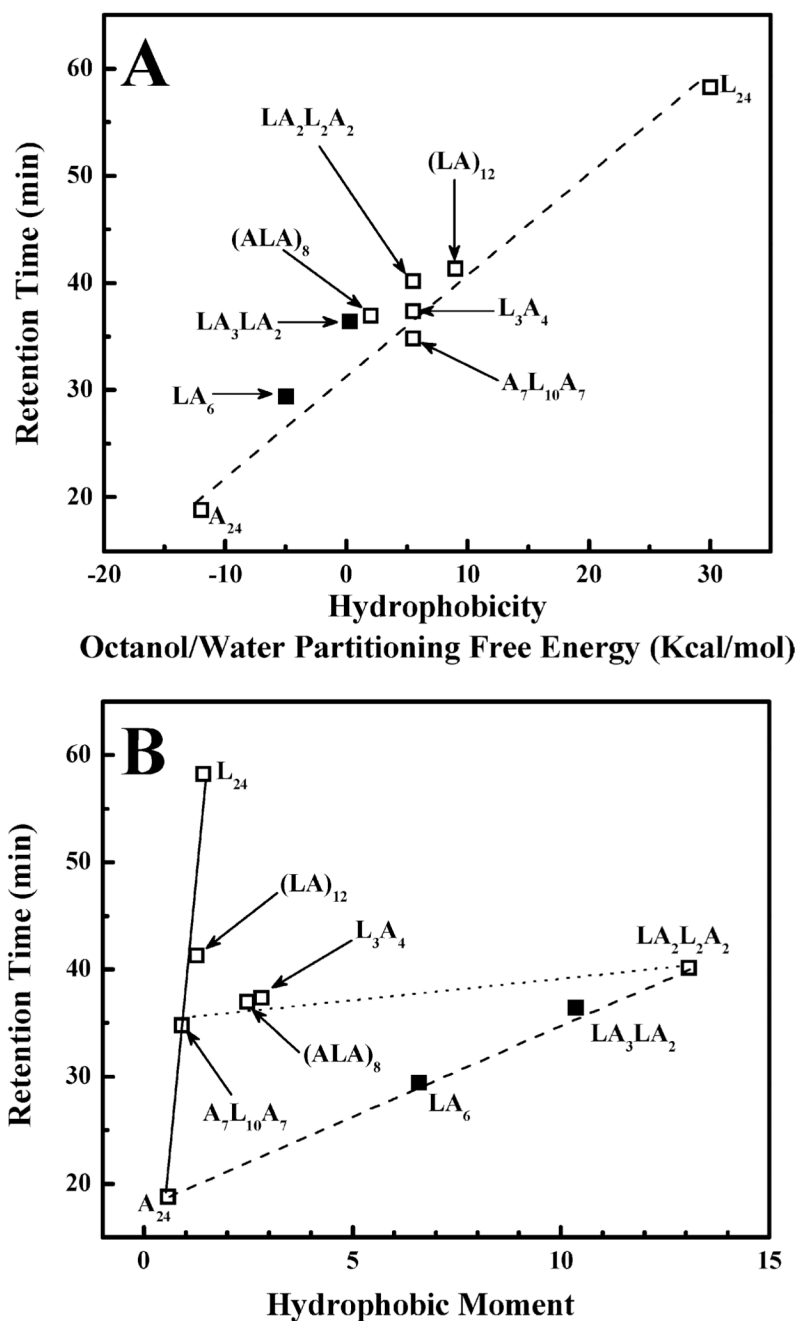 A
60
L₂₄
LA₂L₂A₂
(LA)₁₂
50
Retention Time (min)
(ALA)₈
40
LA₃LA₂
L₃A₄
30
LA₆
A₇L₁₀A₇
20
A₂₄
-20 -10 0 10 20 30
Hydrophobicity
Octanol/Water Partitioning Free Energy (Kcal/mol)
B
60
L₂₄
50
(LA)₁₂
L₃A₄
LA₂L₂A₂
Retention Time (min)
40
LA₃LA₂
(ALA)₈
30
LA₆
A₇L₁₀A₇
20
A₂₄
0 5 10 15
Hydrophobic Moment